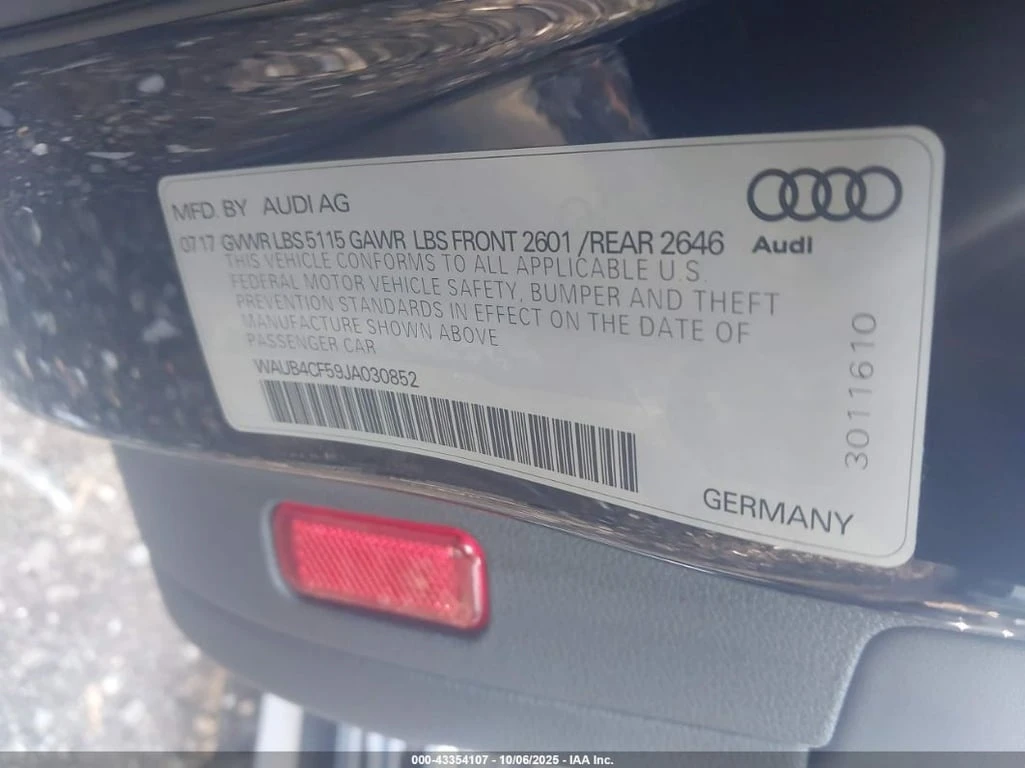 MFD. BY AUDI AG
0717 GVWR LBS 5115 GAWR LBS FRONT 2601 /REAR 2646
Audi
THIS VEHICLE CONFORMS TO ALL APPLICABLE U.S.
FEDERAL MOTOR VEHICLE SAFETY, BUMPER AND THEFT
PREVENTION STANDARDS IN EFFECT ON THE DATE OF
MANUFACTURE SHOWN ABOVE
PASSENGER CAR
WAUB4CF59JA030852
3011610
GERMANY
000-43354107 - 10/06/2025 - IAA Inc.